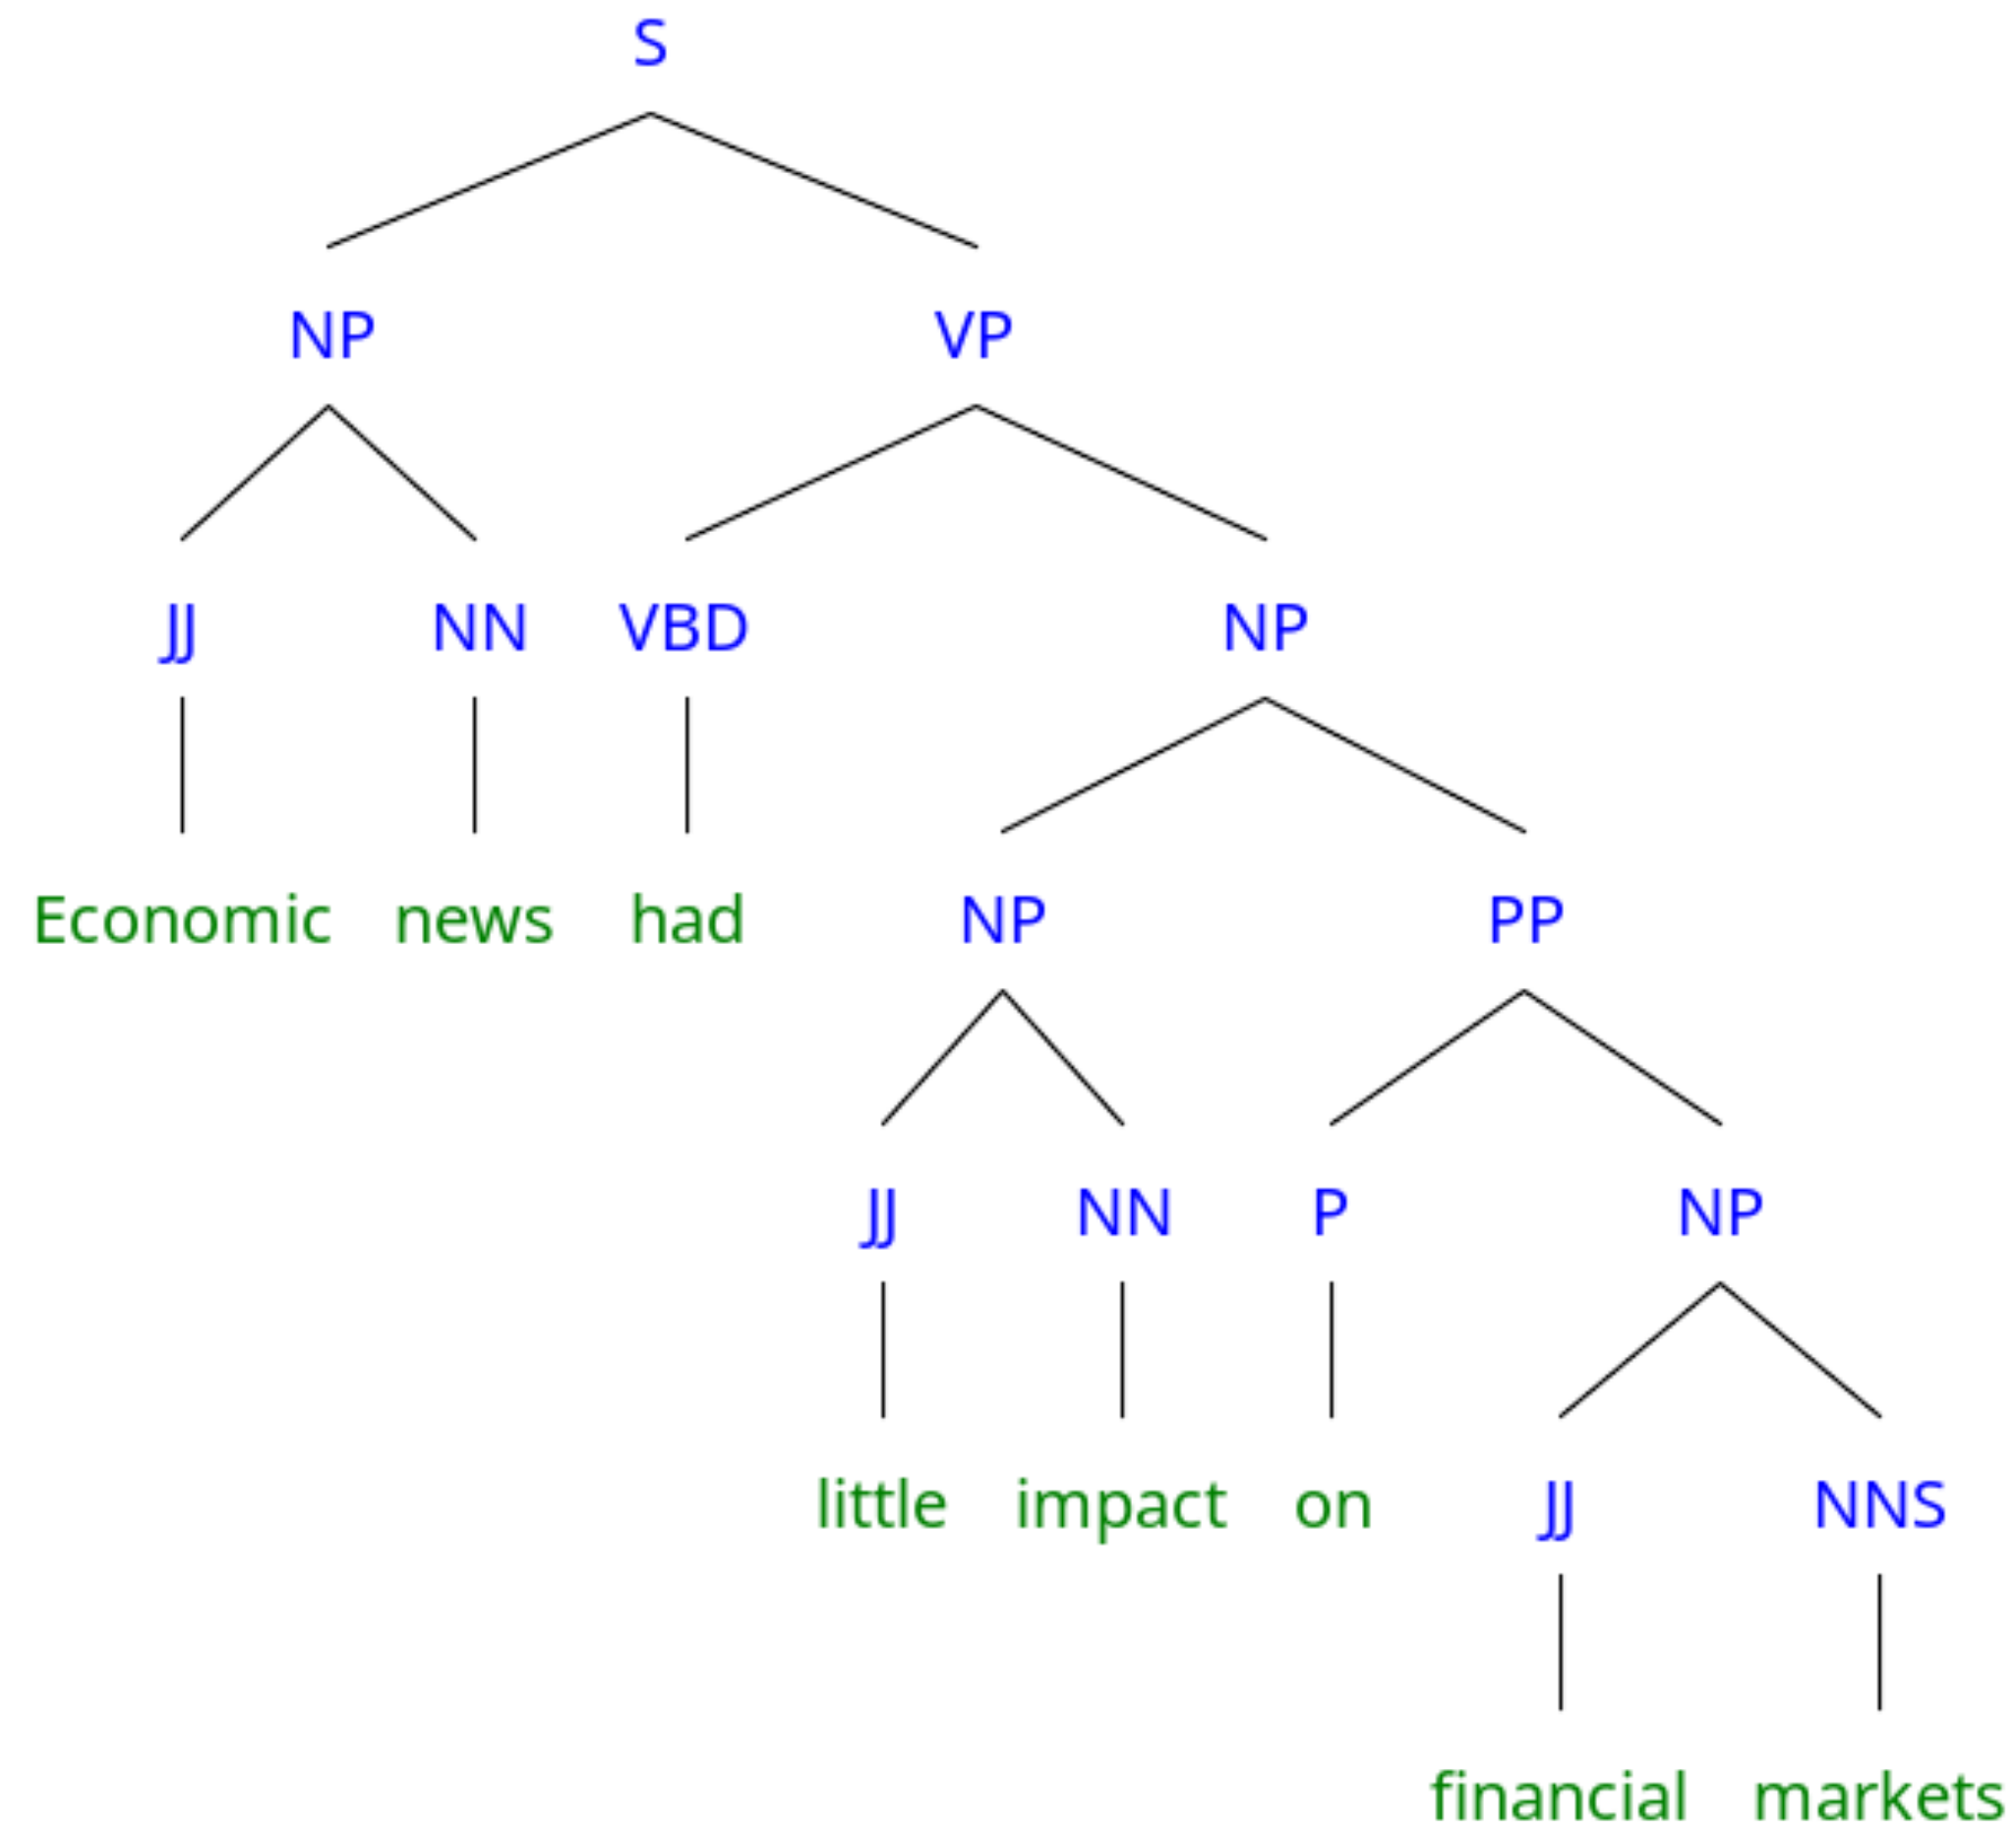 S
NP VP
JJ NN VBD NP
Economic news had NP PP
JJ NN P NP
little impact on JJ NNS
financial markets